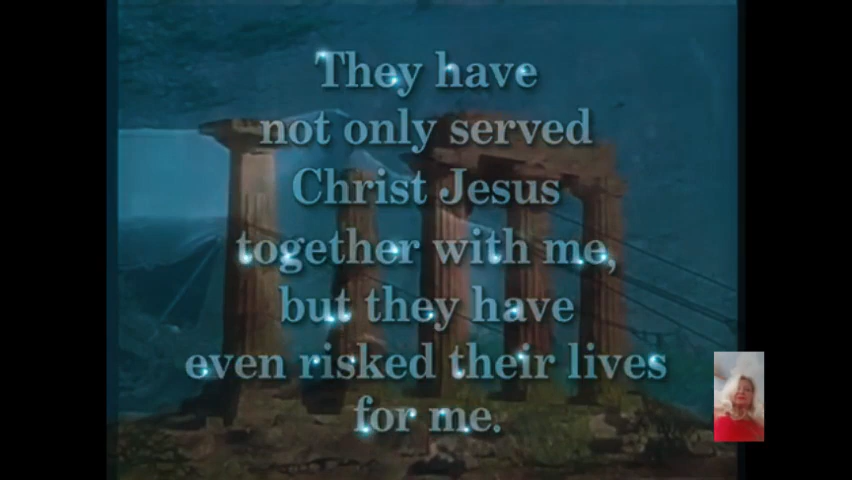 They have
not only served
Christ Jesus
together with me,
but they have
even risked their lives
for me.